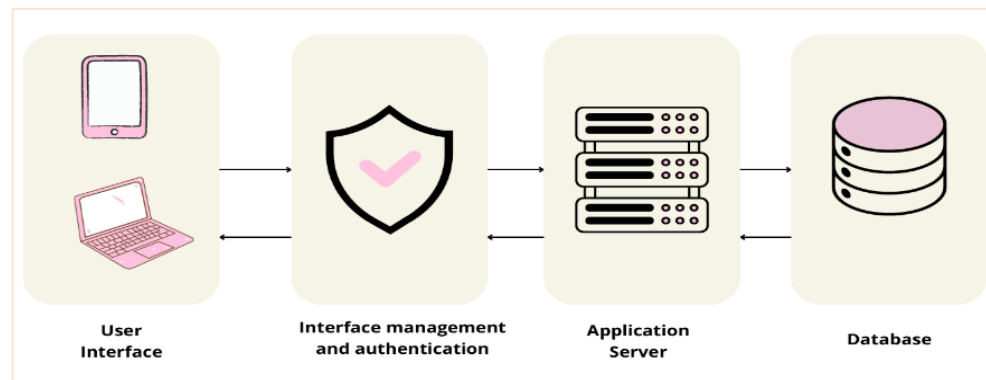 User
Interface
Interface management
and authentication
Application
Server
Database